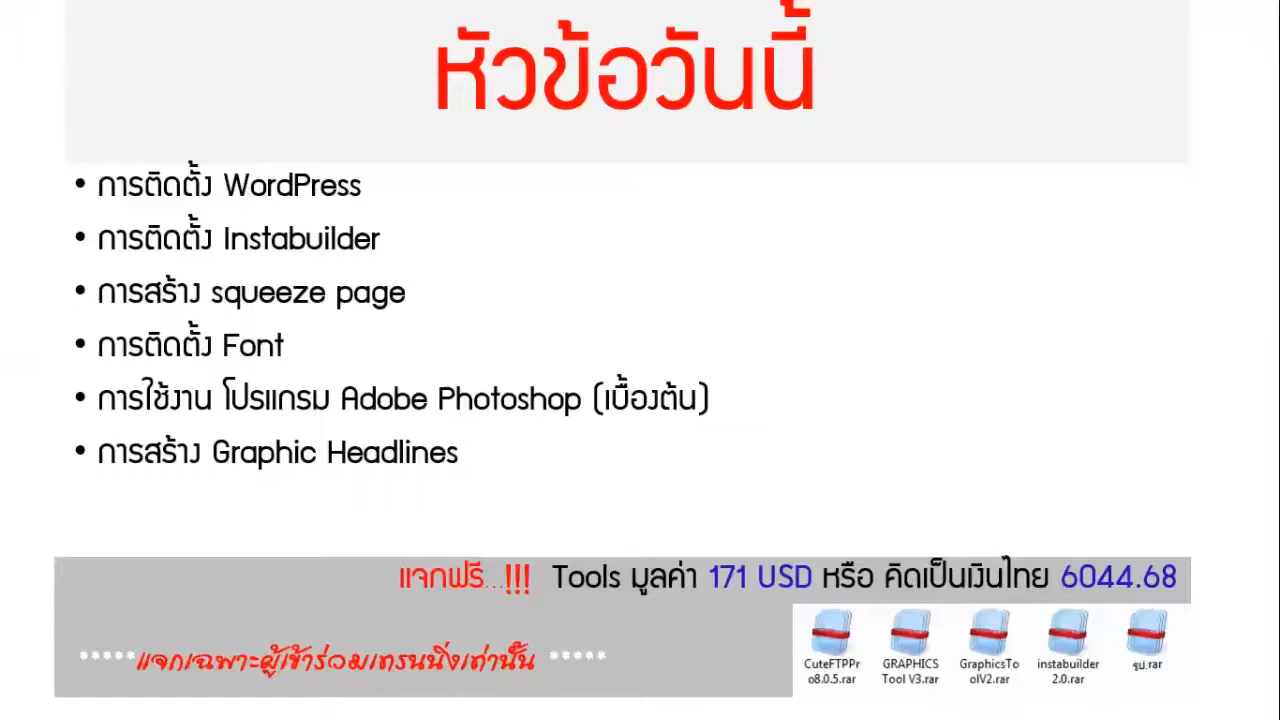 หัวข้อวันนี้
• การติดตั้ง WordPress
• การติดตั้ง Instabuilder
• การสร้าง squeeze page
• การติดตั้ง Font
• การใช้งาน โปรแกรม Adobe Photoshop (เบื้องต้น)
• การสร้าง Graphic Headlines
แจกฟรี...!!! Tools มูลค่า 171 USD หรือ คิดเป็นเงินไทย 6044.68
*****แจกเฉพาะผู้เข้าร่วมเทรนนิ่งเท่านั้น *****
CuteFTPPr
o8.0.5.rar
GRAPHICS
Tool V3.rar
GraphicsTo
olV2.rar
instabuilder
2.0.rar
รูป.rar